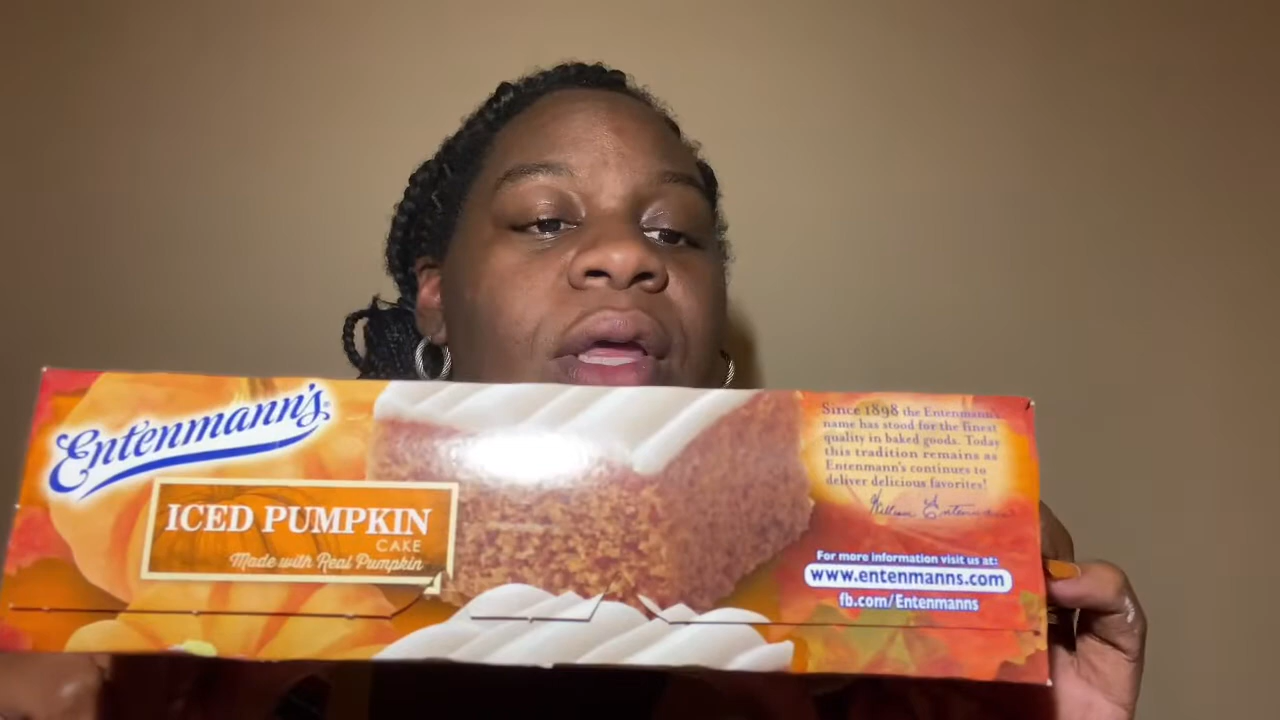 Entenmann's®
ICED PUMPKIN
CAKE
Made with Real Pumpkin
Since 1898 the Entenmann's
name has stood for the finest
quality in baked goods. Today
this tradition remains as
Entenmann's continues to
deliver delicious favorites!
William Entenmann
For more information visit us at:
www.entenmanns.com
fb.com/Entenmanns